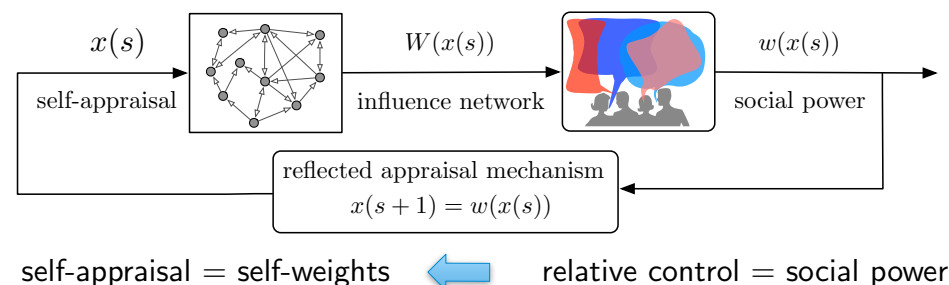 x(s)
W(x(s))
w(x(s))
self-appraisal
influence network
social power
reflected appraisal mechanism
x(s + 1) = w(x(s))
self-appraisal = self-weights
relative control = social power